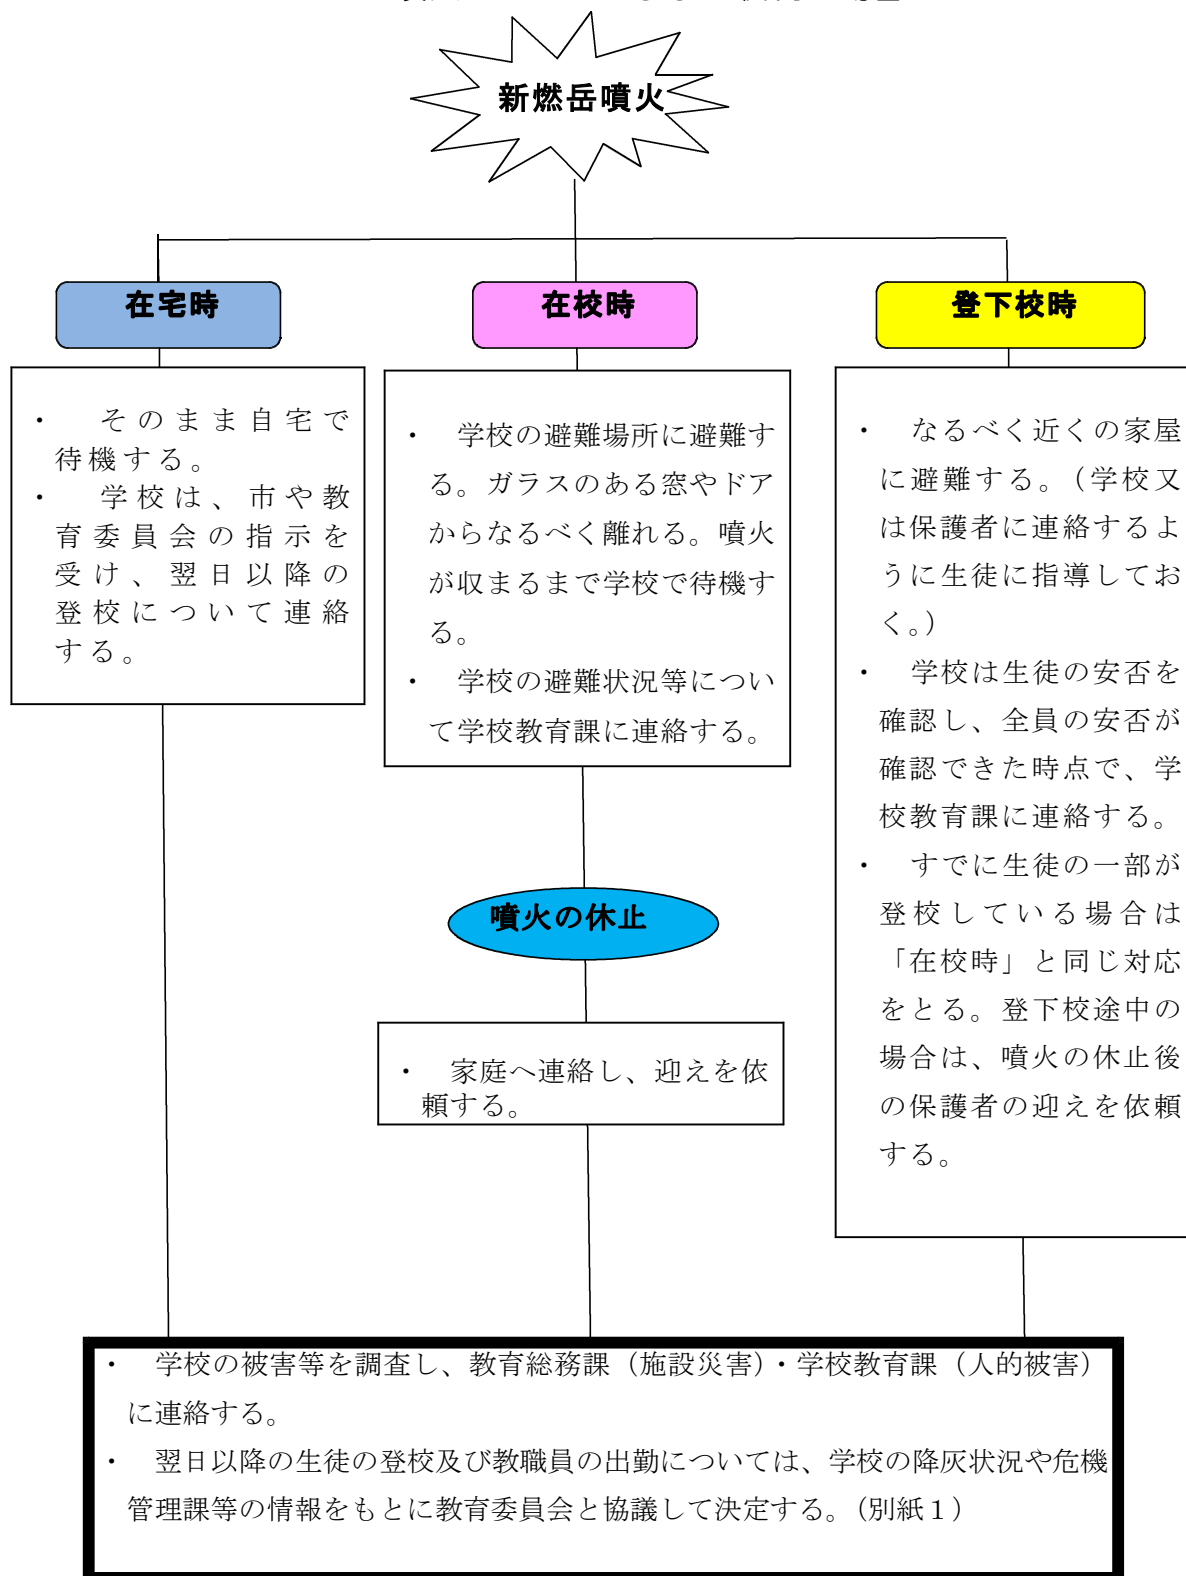 新燃岳噴火
在宅時
・ そのまま自宅で
待機する。
・ 学校は、市や教
育委員会の指示を
受け、翌日以降の
登校について連絡
する。
在校時
・ 学校の避難場所に避難す
る。ガラスのある窓やドア
からなるべく離れる。噴火
が収まるまで学校で待機す
る。
・ 学校の避難状況等につい
て学校教育課に連絡する。
噴火の休止
・ 家庭へ連絡し、迎えを依
頼する。
登下校時
・ なるべく近くの家屋
に避難する。（学校又
は保護者に連絡するよ
うに生徒に指導してお
く。）
・ 学校は生徒の安否を
確認し、全員の安否が
確認できた時点で、学
校教育課に連絡する。
・ すでに生徒の一部が
登校している場合は
「在校時」と同じ対応
をとる。登下校途中の
場合は、噴火の休止後
の保護者の迎えを依頼
する。
・ 学校の被害等を調査し、教育総務課（施設災害）・学校教育課（人的被害）
に連絡する。
・ 翌日以降の生徒の登校及び教職員の出勤については、学校の降灰状況や危機
管理課等の情報をもとに教育委員会と協議して決定する。（別紙１）